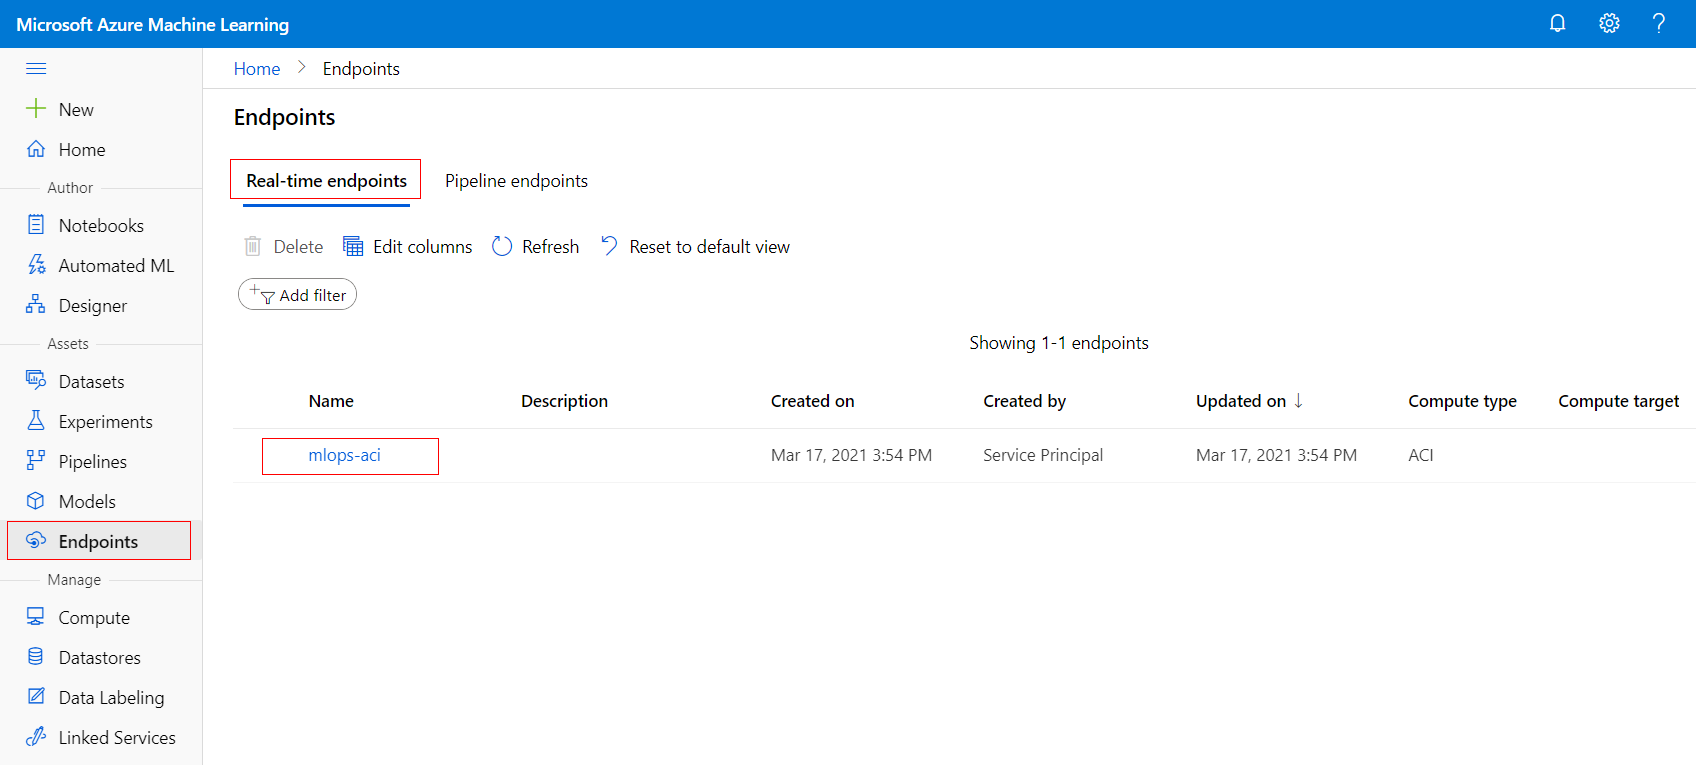 Microsoft Azure Machine Learning
Home > Endpoints
New
Home
Author
Notebooks
Automated ML
Designer
Assets
Datasets
Experiments
Pipelines
Models
Endpoints
Manage
Compute
Datastores
Data Labeling
Linked Services
Endpoints
Real-time endpoints Pipeline endpoints
Delete Edit columns Refresh Reset to default view
Add filter
Showing 1-1 endpoints
Name Description Created on Created by Updated on ↓ Compute type Compute target
mlops-aci Mar 17, 2021 3:54 PM Service Principal Mar 17, 2021 3:54 PM ACI